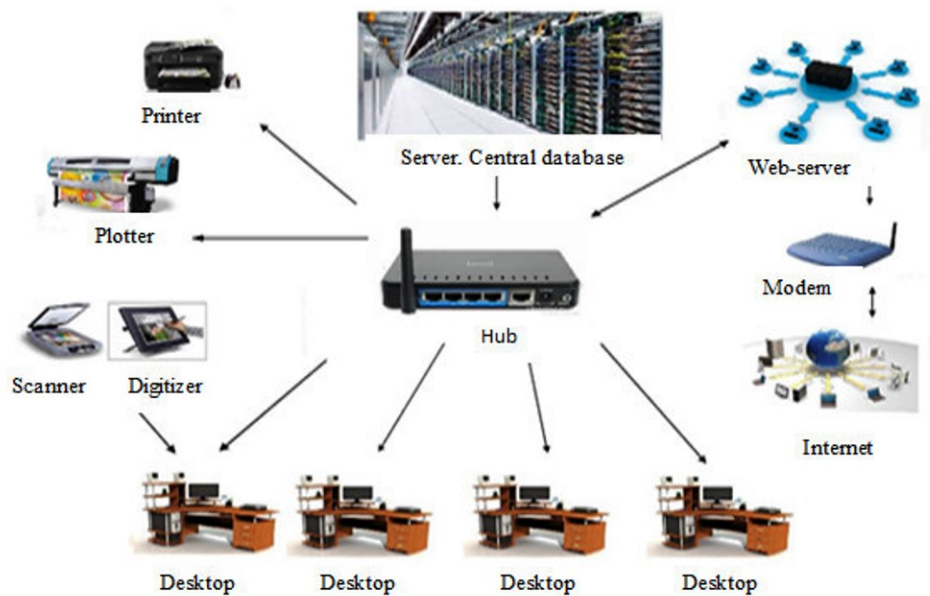 Printer
Server. Central database
Web-server
Plotter
Modem
Hub
Scanner
Digitizer
Internet
Desktop
Desktop
Desktop
Desktop